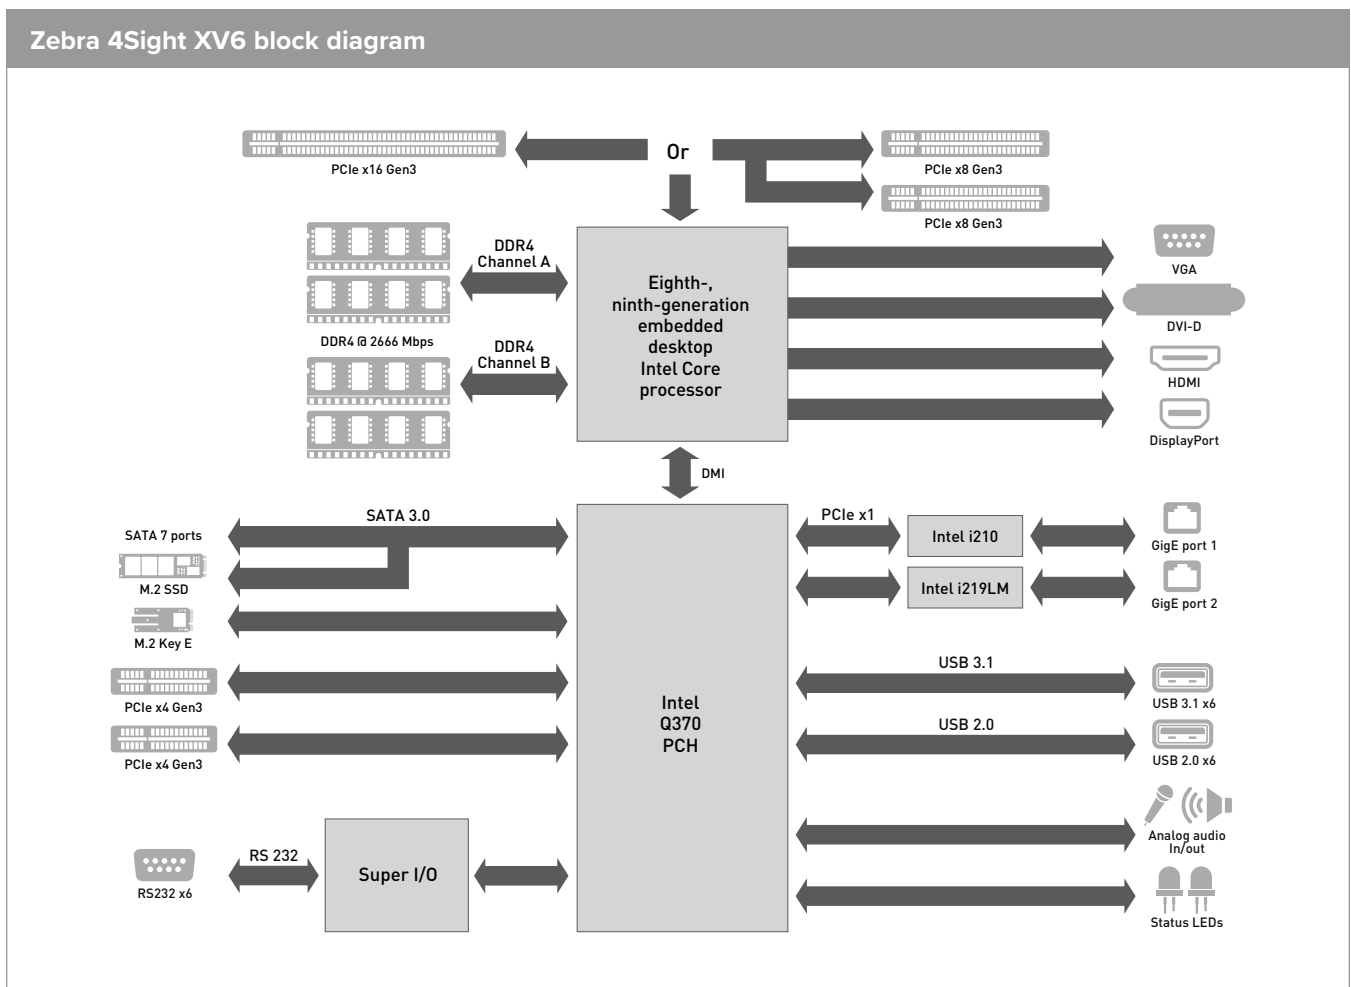 Zebra 4Sight XV6 block diagram
PCIe x16 Gen3
Or
PCIe x8 Gen3
PCIe x8 Gen3
DDR4
Channel A
DDR4 @ 2666 Mbps
DDR4
Channel B
Eighth-,
ninth-generation
embedded
desktop
Intel Core
processor
VGA
DVI-D
HDMI
DisplayPort
DMI
SATA 3.0
SATA 7 ports
M.2 SSD
M.2 Key E
PCIe x4 Gen3
PCIe x4 Gen3
RS 232
RS232 x6
Super I/O
Intel
Q370
PCH
PCIe x1
Intel i210
GigE port 1
Intel i219LM
GigE port 2
USB 3.1
USB 3.1 x6
USB 2.0
USB 2.0 x6
Analog audio
In/out
Status LEDs